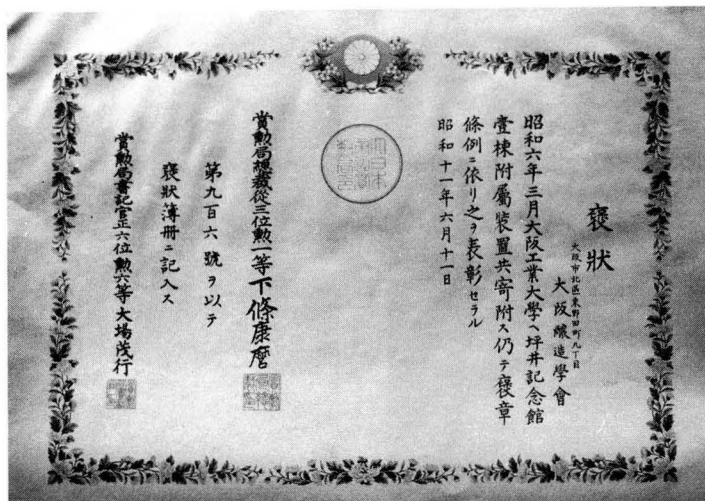 褒狀
大阪市北區東野田町九丁目
大阪釀造學會
昭和六年三月大阪工業大學ヘ坪井記念館
壹棟附屬裝置共寄附ス仍テ褒章
條例ニ依リ之ヲ表彰セラル
昭和十一年六月十一日
賞勲局總裁從三位勲一等下條康麿
第九百六號ヲ以テ
褒狀簿册ニ記入ス
賞勲局書記官正六位勲六等大場茂行